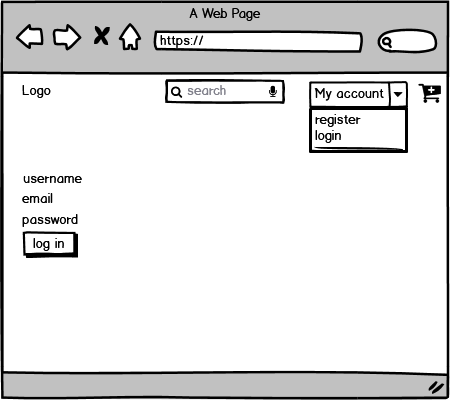 A Web Page
https://
Logo
search
My account
register
login
username
email
password
log in